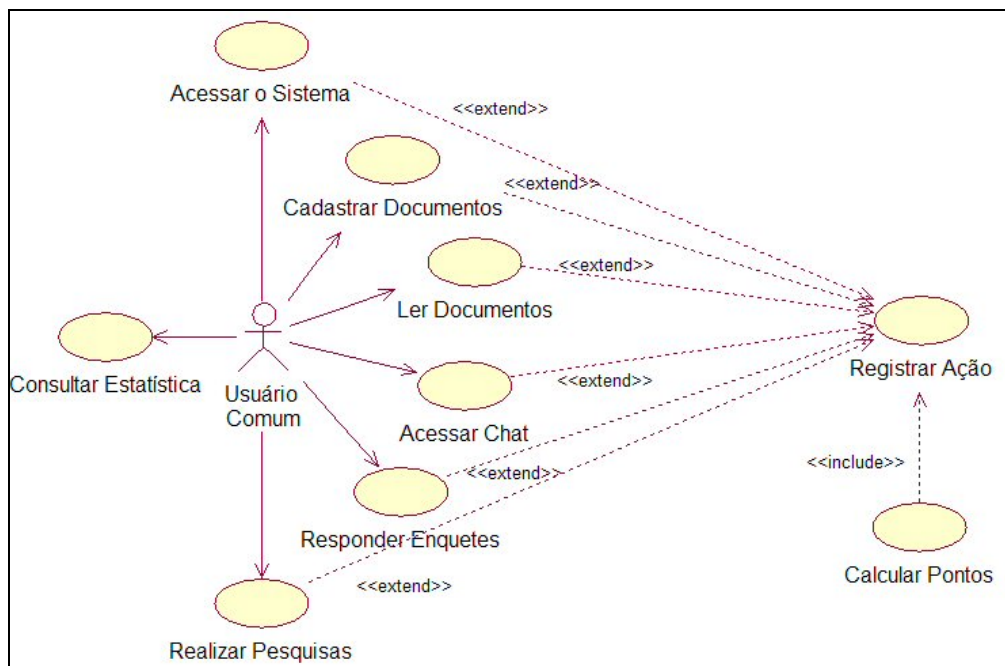 Acessar o Sistema
<<extend>>
Cadastrar Documentos
<<extend>>
Ler Documentos
<<extend>>
Consultar Estatística
Usuário
Comum
Registrar Ação
Acessar Chat
<<extend>>
<<include>>
Responder Enquetes
<<extend>>
Calcular Pontos
Realizar Pesquisas
<<extend>>